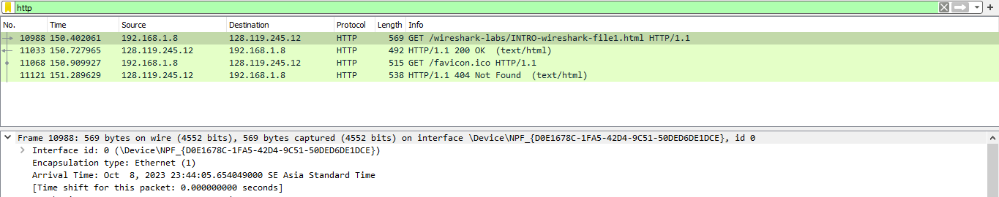 http
No. Time Source Destination Protocol Length Info
10988 150.402061 192.168.1.8 128.119.245.12 HTTP 569 GET /wireshark-labs/INTRO-wireshark-file1.html HTTP/1.1
11033 150.727965 128.119.245.12 192.168.1.8 HTTP 492 HTTP/1.1 200 OK  (text/html)
11068 150.909927 192.168.1.8 128.119.245.12 HTTP 515 GET /favicon.ico HTTP/1.1
11121 151.289629 128.119.245.12 192.168.1.8 HTTP 538 HTTP/1.1 404 Not Found  (text/html)
Frame 10988: 569 bytes on wire (4552 bits), 569 bytes captured (4552 bits) on interface \Device\NPF_{D0E1678C-1FA5-42D4-9C51-50DED6DE1DCE}, id 0
Interface id: 0 (\Device\NPF_{D0E1678C-1FA5-42D4-9C51-50DED6DE1DCE})
Encapsulation type: Ethernet (1)
Arrival Time: Oct  8, 2023 23:44:05.654049000 SE Asia Standard Time
[Time shift for this packet: 0.000000000 seconds]